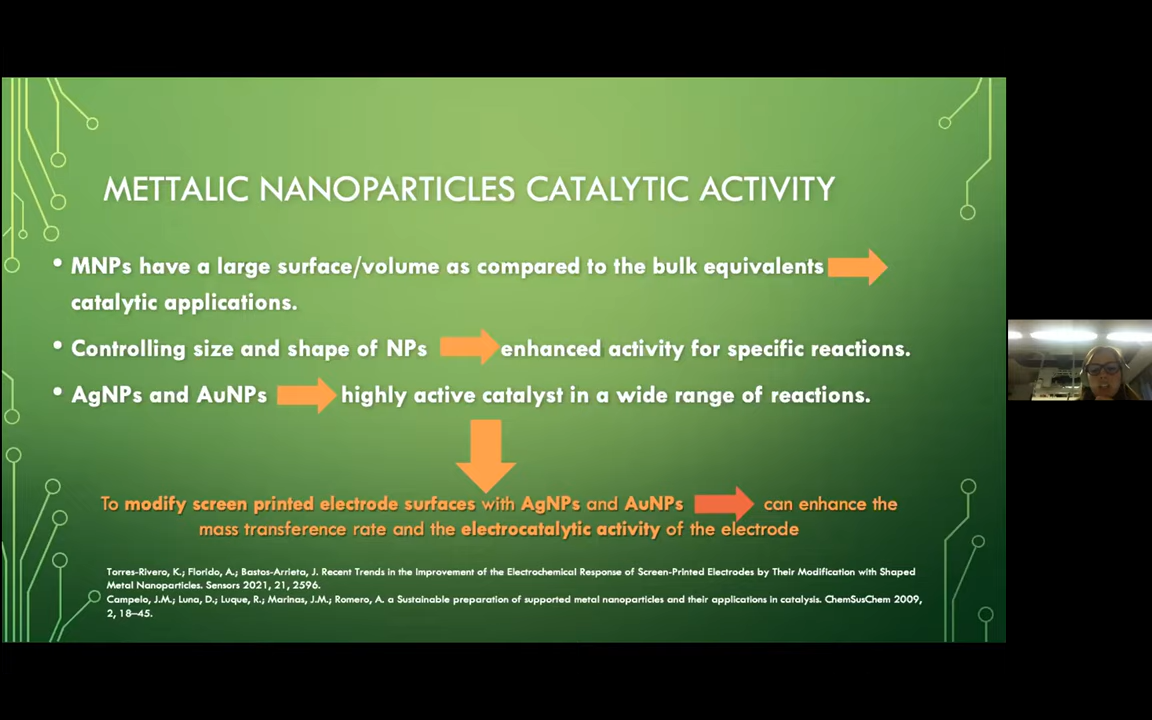 METTALIC NANOPARTICLES CATALYTIC ACTIVITY
• MNPs have a large surface/volume as compared to the bulk equivalents
catalytic applications.
• Controlling size and shape of NPs enhanced activity for specific reactions.
• AgNPs and AuNPs highly active catalyst in a wide range of reactions.
To modify screen printed electrode surfaces with AgNPs and AuNPs can enhance the
mass transference rate and the electrocatalytic activity of the electrode
Torres-Rivero, K.; Florido, A.; Bastos-Arrieta, J. Recent Trends in the Improvement of the Electrochemical Response of Screen-Printed Electrodes by Their Modification with Shaped
Metal Nanoparticles. Sensors 2021, 21, 2596.
Campelo, J.M.; Luna, D.; Luque, R.; Marinas, J.M.; Romero, A. a Sustainable preparation of supported metal nanoparticles and their applications in catalysis. ChemSusChem 2009,
2, 18–45.